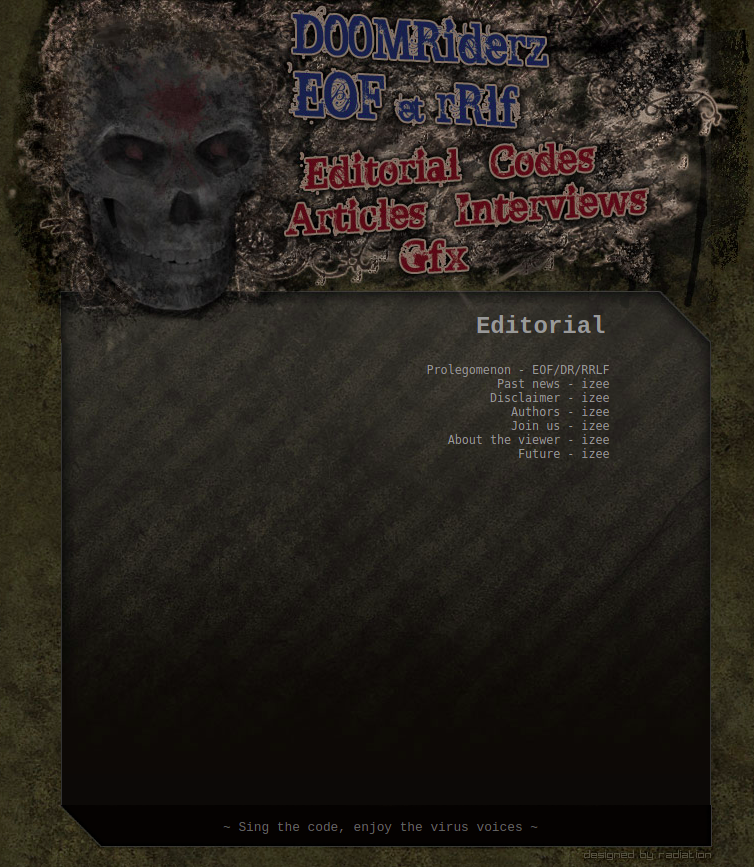 DOOMRiderz
EOF et rRlf
Editorial Codes
Articles Interviews
Gfx
Editorial
Prolegomenon - EOF/DR/RRLF
Past news - izee
Disclaimer - izee
Authors - izee
Join us - izee
About the viewer - izee
Future - izee
~ Sing the code, enjoy the virus voices ~
designed by radiation